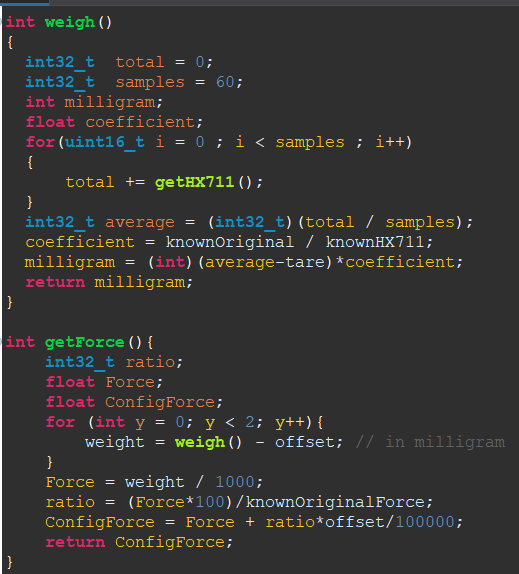 int weigh()
{
  int32_t  total = 0;
  int32_t  samples = 60;
  int milligram;
  float coefficient;
  for(uint16_t i = 0 ; i < samples ; i++)
  {
      total += getHX711();
  }
  int32_t average = (int32_t)(total / samples);
  coefficient = knownOriginal / knownHX711;
  milligram = (int)(average-tare)*coefficient;
  return milligram;
}

int getForce(){
    int32_t ratio;
    float Force;
    float ConfigForce;
    for (int y = 0; y < 2; y++){
        weight = weigh() - offset; // in milligram
    }
    Force = weight / 1000;
    ratio = (Force*100)/knownOriginalForce;
    ConfigForce = Force + ratio*offset/100000;
    return ConfigForce;
}